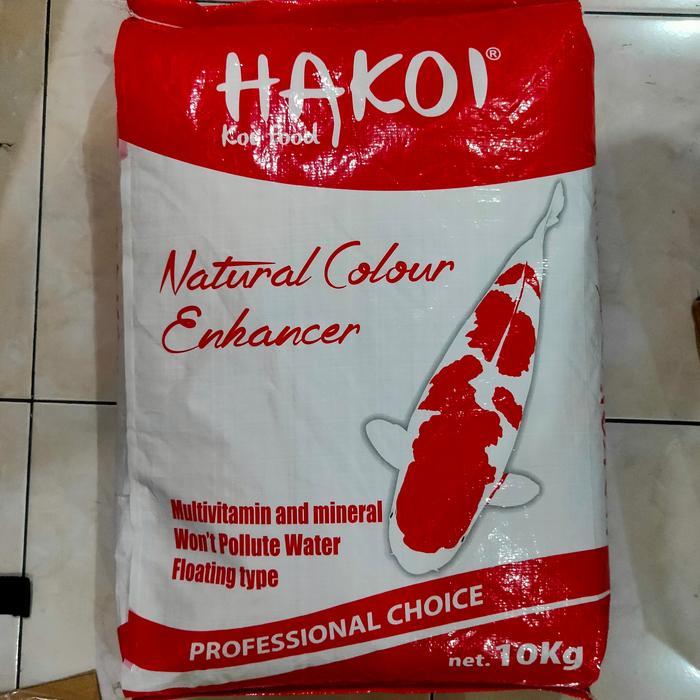 HAKOI®
Koi food
Natural Colour
Enhancer
Multivitamin and mineral
Won't Pollute Water
Floating type
PROFESSIONAL CHOICE
net. 10Kg